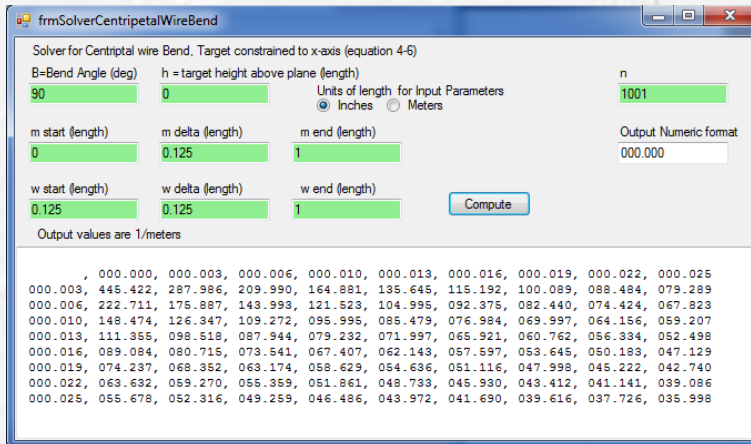 frmSolverCentripetalWireBend
Solver for Centriptal wire Bend, Target constrained to x-axis (equation 4-6)
B=Bend Angle (deg) h = target height above plane (length) n
90 0 Units of length for Input Parameters 1001
Inches Meters
m start (length) m delta (length) m end (length) Output Numeric format
0 0.125 1 000.000
w start (length) w delta (length) w end (length)
0.125 0.125 1 Compute
Output values are 1/meters
, 000.000, 000.003, 000.006, 000.010, 000.013, 000.016, 000.019, 000.022, 000.025
000.003, 445.422, 287.986, 209.990, 164.881, 135.645, 115.192, 100.089, 088.484, 079.289
000.006, 222.711, 175.887, 143.993, 121.523, 104.995, 092.375, 082.440, 074.424, 067.823
000.010, 148.474, 126.347, 109.272, 095.995, 085.479, 076.984, 069.997, 064.156, 059.207
000.013, 111.355, 098.518, 087.944, 079.232, 071.997, 065.921, 060.762, 056.334, 052.498
000.016, 089.084, 080.715, 073.541, 067.407, 062.143, 057.597, 053.645, 050.183, 047.129
000.019, 074.237, 068.352, 063.174, 058.629, 054.636, 051.116, 047.998, 045.222, 042.740
000.022, 063.632, 059.270, 055.359, 051.861, 048.733, 045.930, 043.412, 041.141, 039.086
000.025, 055.678, 052.316, 049.259, 046.486, 043.972, 041.690, 039.616, 037.726, 035.998